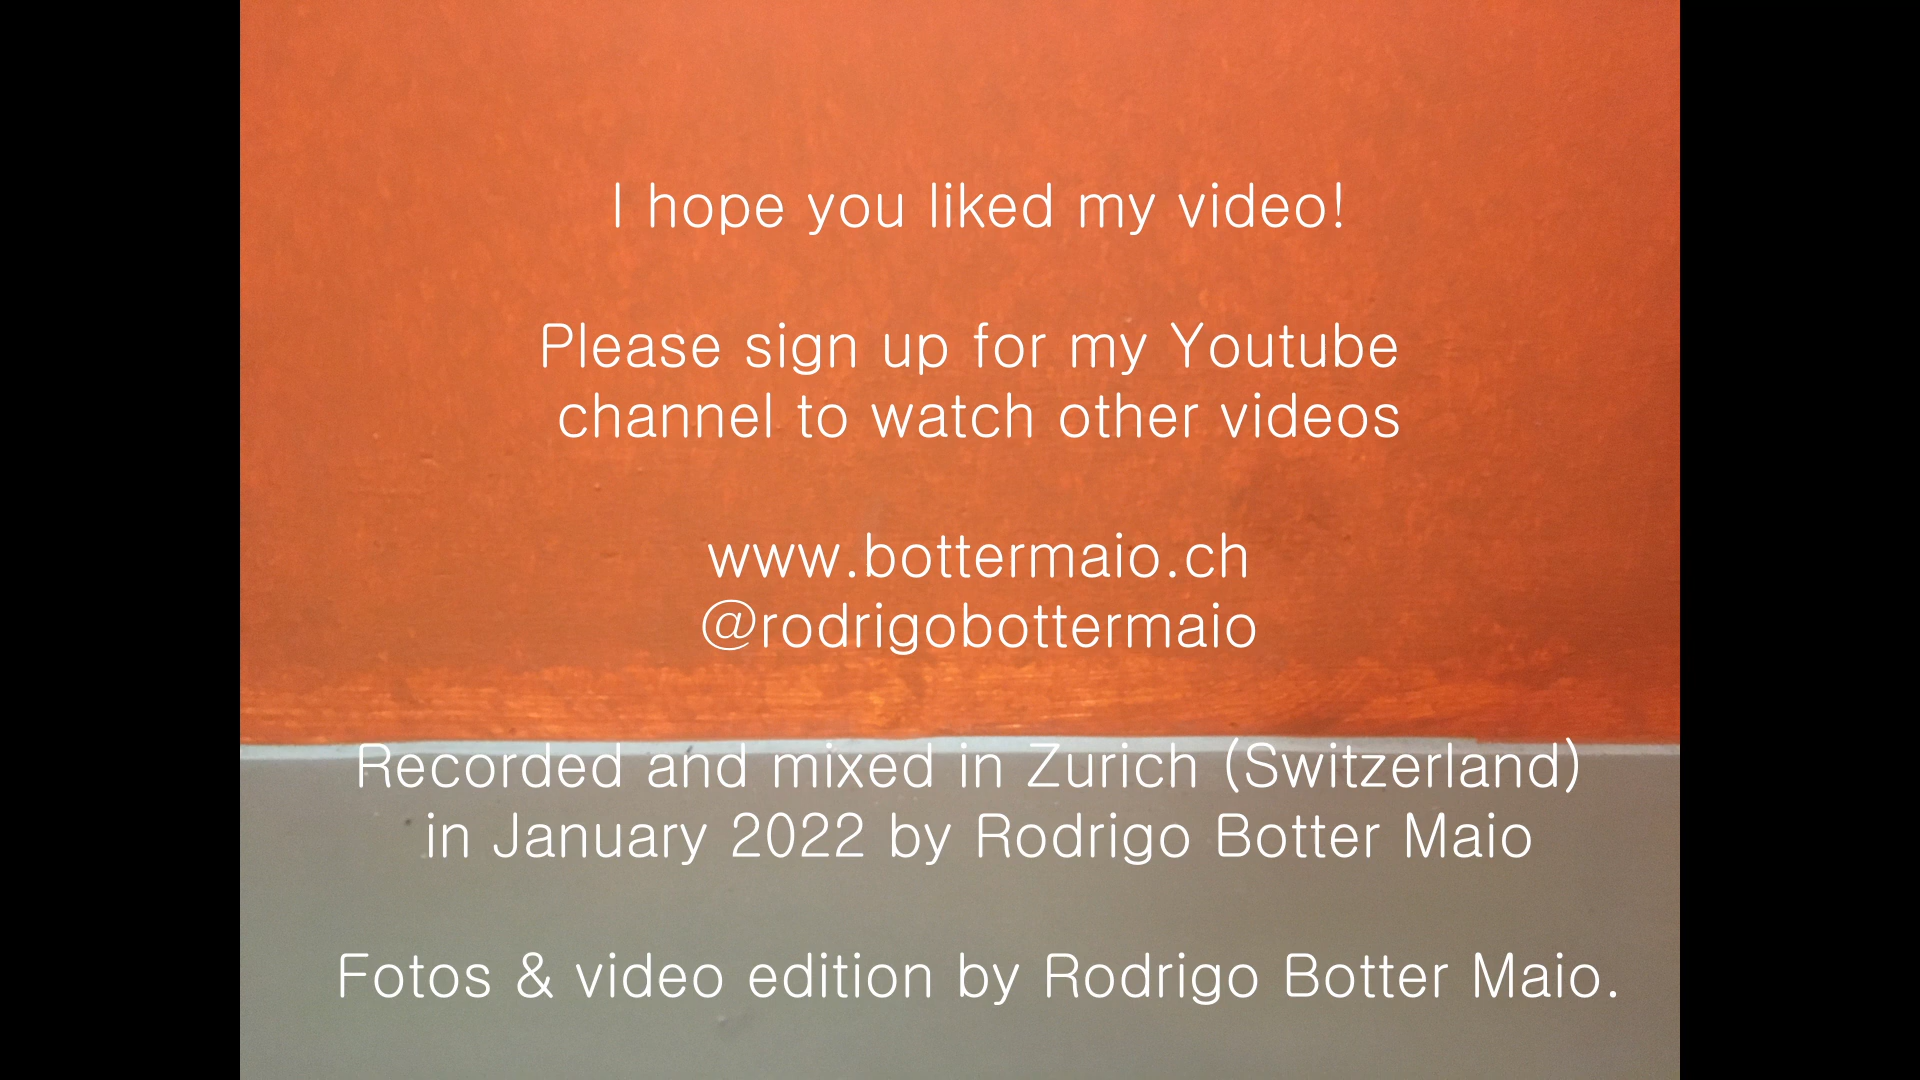 I hope you liked my video!
Please sign up for my Youtube
channel to watch other videos
www.bottermaio.ch
@rodrigobottermaio
Recorded and mixed in Zurich (Switzerland)
in January 2022 by Rodrigo Botter Maio
Fotos & video edition by Rodrigo Botter Maio.